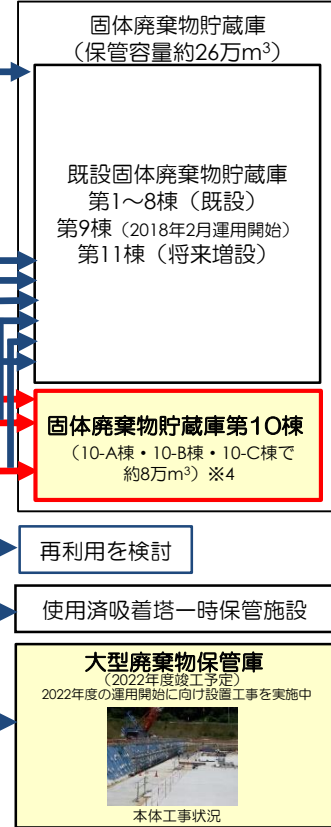 固体廃棄物貯蔵庫
（保管容量約26万m³）
既設固体廃棄物貯蔵庫
第1～8棟（既設）
第9棟（2018年2月運用開始）
第11棟（将来増設）
固体廃棄物貯蔵庫第10棟
（10-A棟・10-B棟・10-C棟で
約8万m³）※4
再利用を検討
使用済吸着塔一時保管施設
大型廃棄物保管庫
（2022年度竣工予定）
2022年度の運用開始に向け設置工事を実施中
本体工事状況